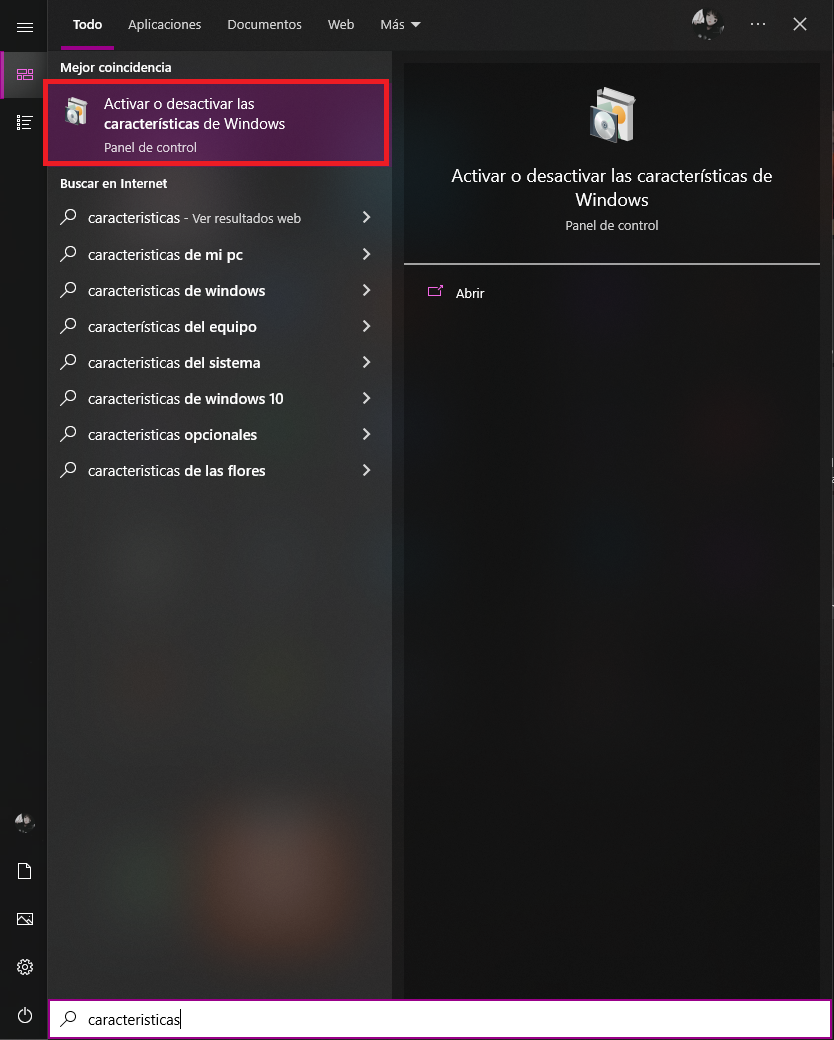 Todo Aplicaciones Documentos Web Más
Mejor coincidencia
Activar o desactivar las
características de Windows
Panel de control
Buscar en Internet
caracteristicas - Ver resultados web
caracteristicas de mi pc
caracteristicas de windows
características del equipo
caracteristicas del sistema
caracteristicas de windows 10
caracteristicas opcionales
caracteristicas de las flores
Activar o desactivar las características de
Windows
Panel de control
Abrir
caracteristicas